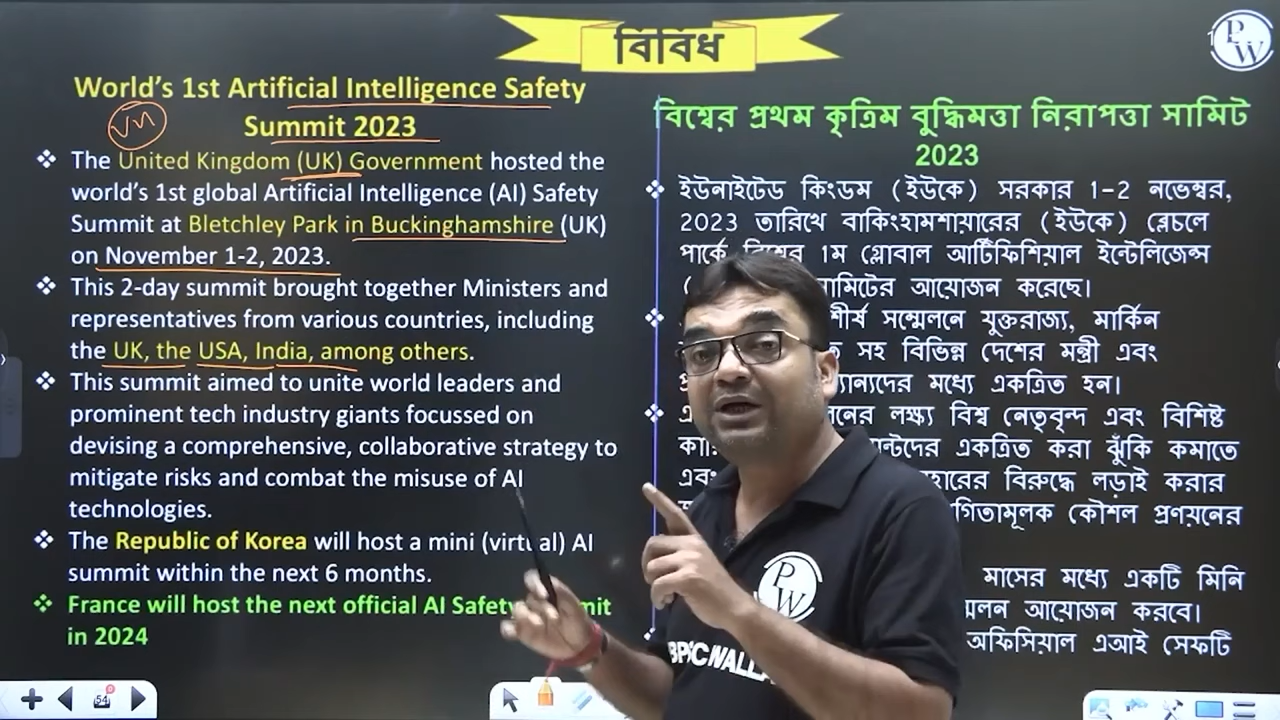 বিবিধ
PW
World's 1st Artificial Intelligence Safety
Summit 2023
❖ The United Kingdom (UK) Government hosted the
world's 1st global Artificial Intelligence (AI) Safety
Summit at Bletchley Park in Buckinghamshire (UK)
on November 1-2, 2023.
❖ This 2-day summit brought together Ministers and
representatives from various countries, including
the UK, the USA, India, among others.
❖ This summit aimed to unite world leaders and
prominent tech industry giants focussed on
devising a comprehensive, collaborative strategy to
mitigate risks and combat the misuse of AI
technologies.
❖ The Republic of Korea will host a mini (virtual) AI
summit within the next 6 months.
❖ France will host the next official AI Safety
in 2024
বিশ্বের প্রথম কৃত্রিম বুদ্ধিমত্তা নিরাপত্তা সামিট
2023
❖ ইউনাইটেড কিংডম (ইউকে) সরকার 1-2 নভেম্বর,
2023 তারিখে বাকিংহামশায়ারের (ইউকে) ব্লেচলে
পার্কে বিশ্বের 1ম গ্লোবাল আর্টিফিশিয়াল ইন্টেলিজেন্স
আয়োজন করেছে।
❖ শীর্ষ সম্মেলনে যুক্তরাজ্য, মার্কিন
সহ বিভিন্ন দেশের মন্ত্রী এবং
মধ্যে একত্রিত হন।
❖ লক্ষ্য বিশ্ব নেতৃবৃন্দ এবং বিশিষ্ট
একত্রিত করা ঝুঁকি কমাতে
এবং বিরুদ্ধে লড়াই করার
কৌশল প্রণয়নের
মাসের মধ্যে একটি মিনি
আয়োজন করবে।
অফিসিয়াল এআই সেফটি
PW